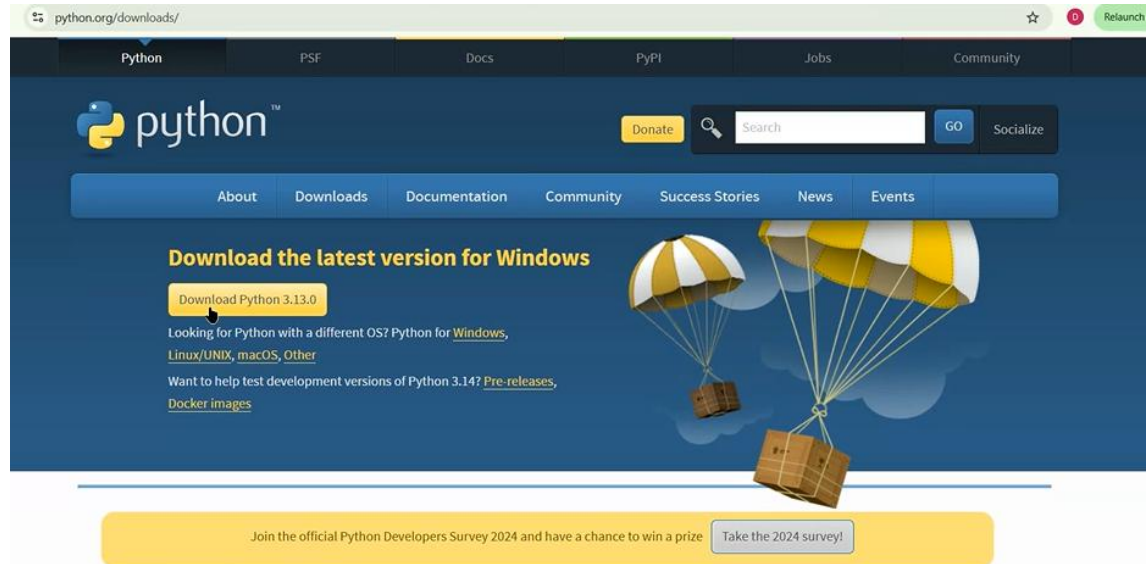 python.org/downloads/
D
Relaunch
Python
PSF
Docs
PyPI
Jobs
Community
python™
Donate
Search
GO
Socialize
About
Downloads
Documentation
Community
Success Stories
News
Events
Download the latest version for Windows
Download Python 3.13.0
Looking for Python with a different OS? Python for Windows,
Linux/UNIX, macOS, Other
Want to help test development versions of Python 3.14? Pre-releases,
Docker images
Join the official Python Developers Survey 2024 and have a chance to win a prize
Take the 2024 survey!